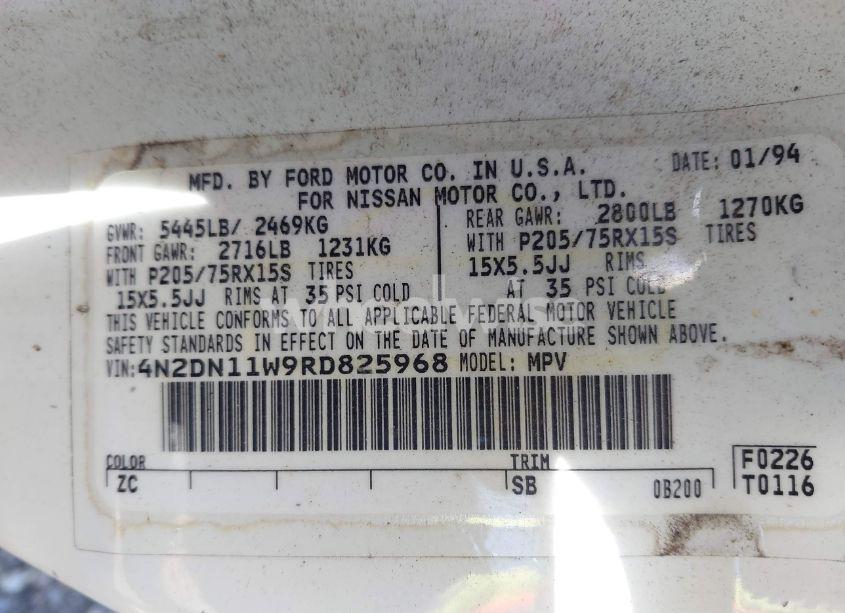 MFD. BY FORD MOTOR CO. IN U.S.A.
FOR NISSAN MOTOR CO., LTD.
DATE: 01/94
GVWR: 5445LB/ 2469KG
FRONT GAWR: 2716LB 1231KG
WITH P205/75RX15S TIRES
15X5.5JJ RIMS AT 35 PSI COLD
REAR GAWR: 2800LB 1270KG
WITH P205/75RX15S TIRES
15X5.5JJ RIMS
AT 35 PSI COLD
THIS VEHICLE CONFORMS TO ALL APPLICABLE FEDERAL MOTOR VEHICLE
SAFETY STANDARDS IN EFFECT ON THE DATE OF MANUFACTURE SHOWN ABOVE.
VIN:4N2DN11W9RD825968 MODEL: MPV
COLOR TRIM
ZC SB 0B200
F0226
T0116